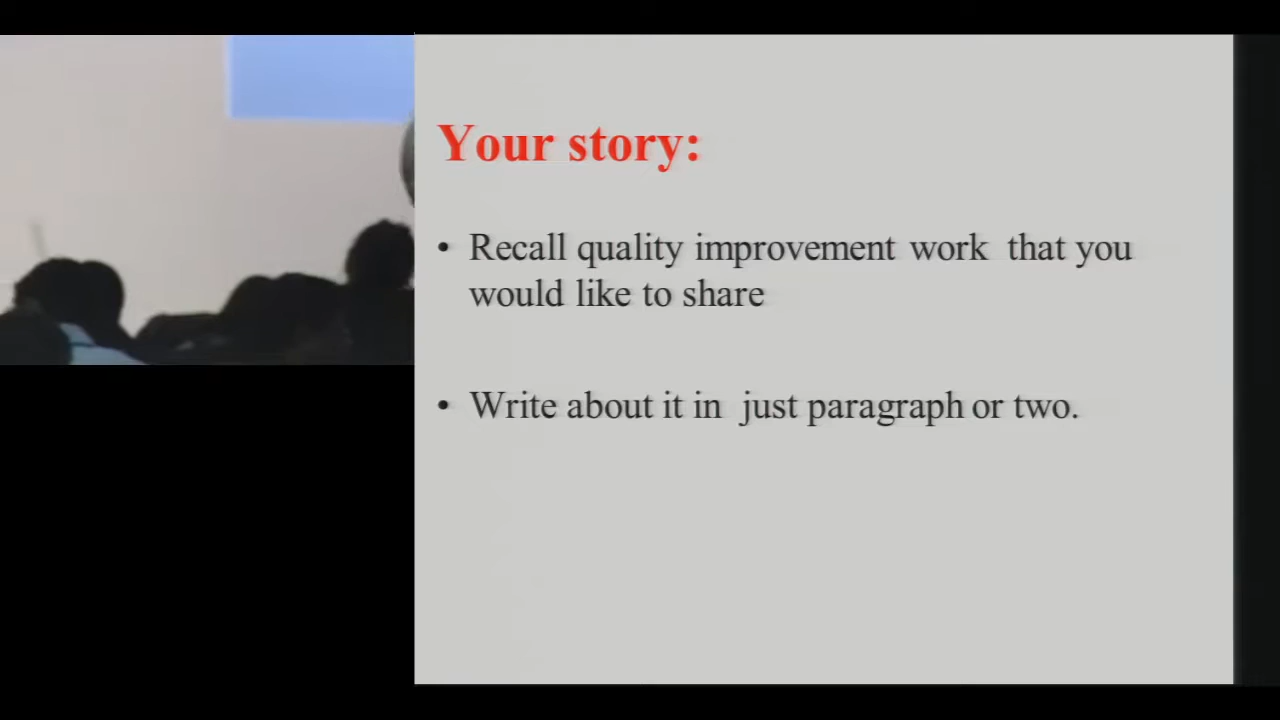 Your story:
• Recall quality improvement work that you
would like to share
• Write about it in just paragraph or two.